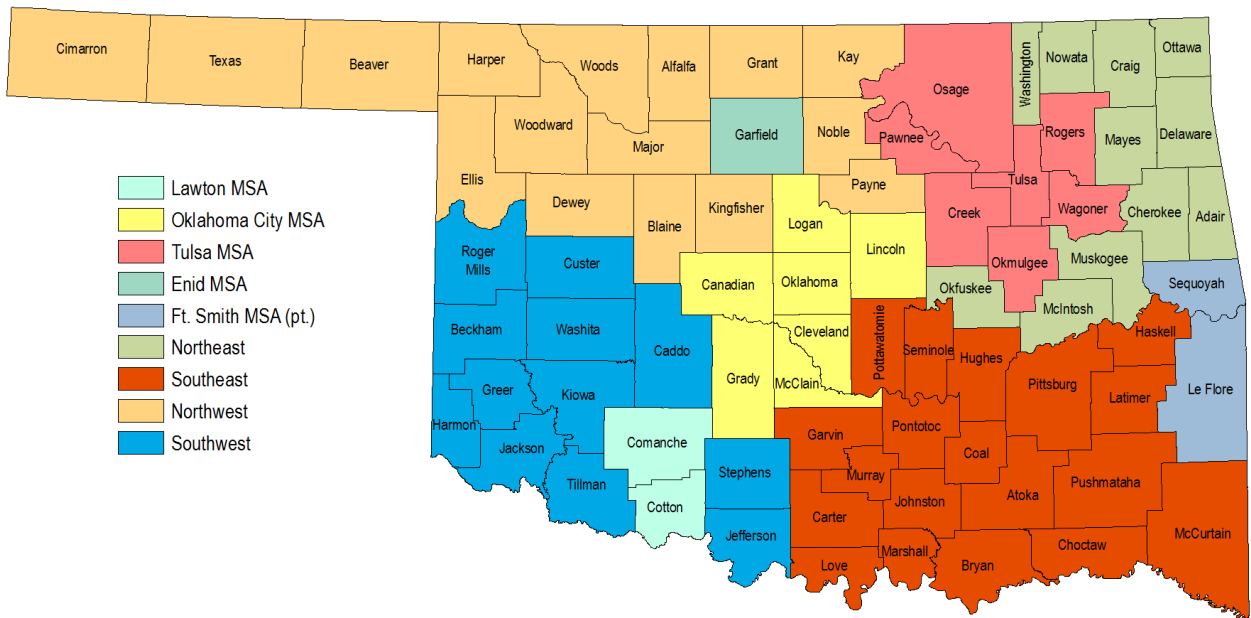 Cimarron
Texas
Beaver
Harper
Woods
Alfalfa
Grant
Kay
Osage
Washington
Nowata
Craig
Ottawa
Woodward
Major
Garfield
Noble
Pawnee
Rogers
Mayes
Delaware
Ellis
Dewey
Blaine
Kingfisher
Logan
Payne
Creek
Tulsa
Wagoner
Cherokee
Adair
Lincoln
Roger
Mills
Custer
Canadian
Oklahoma
Okfuskee
Okmulgee
Muskogee
McIntosh
Sequoyah
Beckham
Washita
Caddo
Grady
Cleveland
McClain
Pottawatomie
Seminole
Hughes
Pittsburg
Haskell
Latimer
Le Flore
Greer
Kiowa
Harmon
Jackson
Tillman
Comanche
Cotton
Stephens
Jefferson
Garvin
Murray
Pontotoc
Coal
Carter
Johnston
Atoka
Pushmataha
Love
Marshall
Bryan
Choctaw
McCurtain
Lawton MSA
Oklahoma City MSA
Tulsa MSA
Enid MSA
Ft. Smith MSA (pt.)
Northeast
Southeast
Northwest
Southwest